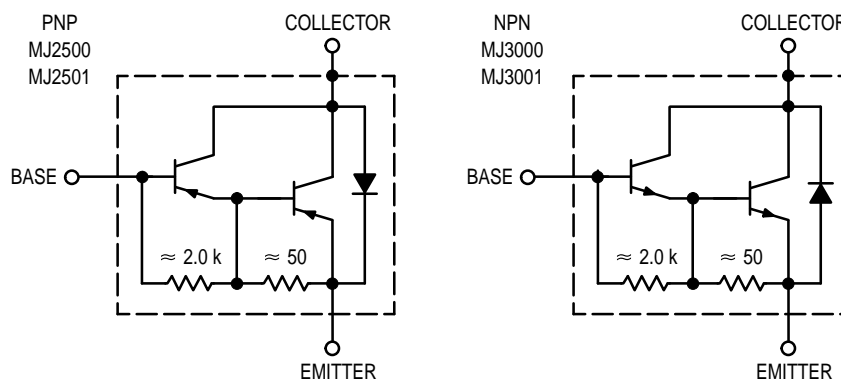 PNP
MJ2500
MJ2501
COLLECTOR
BASE
≈ 2.0 k
≈ 50
EMITTER
NPN
MJ3000
MJ3001
COLLECTOR
BASE
≈ 2.0 k
≈ 50
EMITTER